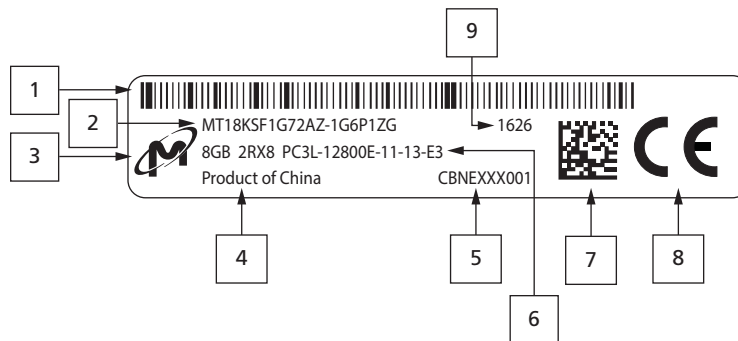 9
1
2
MT18KSF1G72AZ-1G6P1ZG 1626
3
8GB 2RX8 PC3L-12800E-11-13-E3
Product of China CBNEXXX001
4 5 7 8
6